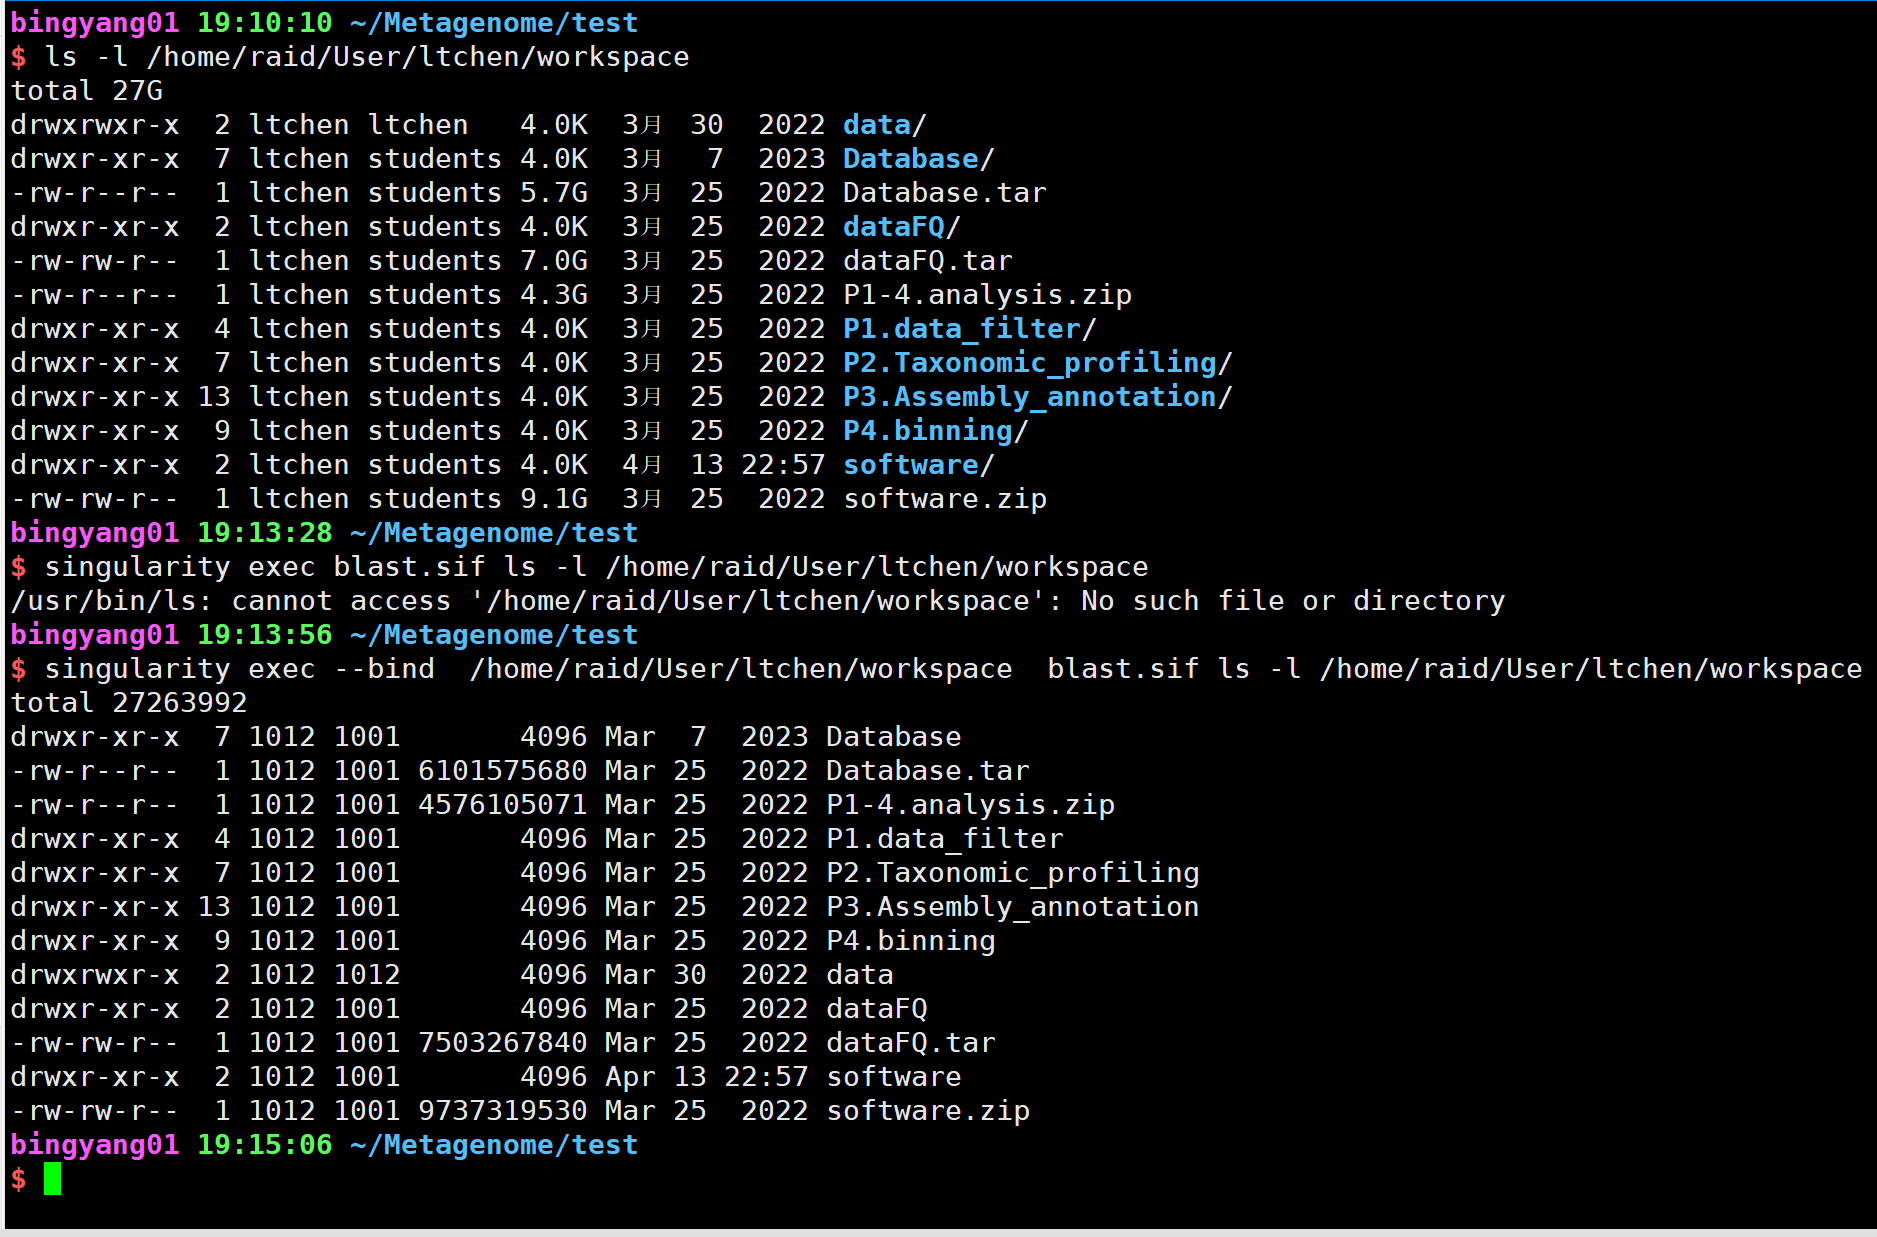 bingyang01 19:10:10 ~/Metagenome/test
$ ls -l /home/raid/User/ltchen/workspace
total 27G
drwxrwxr-x  2 ltchen ltchen   4.0K  3月  30  2022 data/
drwxr-xr-x  7 ltchen students 4.0K  3月   7  2023 Database/
-rw-r--r--  1 ltchen students 5.7G  3月  25  2022 Database.tar
drwxr-xr-x  2 ltchen students 4.0K  3月  25  2022 dataFQ/
-rw-rw-r--  1 ltchen students 7.0G  3月  25  2022 dataFQ.tar
-rw-r--r--  1 ltchen students 4.3G  3月  25  2022 P1-4.analysis.zip
drwxr-xr-x  4 ltchen students 4.0K  3月  25  2022 P1.data_filter/
drwxr-xr-x  7 ltchen students 4.0K  3月  25  2022 P2.Taxonomic_profiling/
drwxr-xr-x 13 ltchen students 4.0K  3月  25  2022 P3.Assembly_annotation/
drwxr-xr-x  9 ltchen students 4.0K  3月  25  2022 P4.binning/
drwxr-xr-x  2 ltchen students 4.0K  4月  13 22:57 software/
-rw-rw-r--  1 ltchen students 9.1G  3月  25  2022 software.zip
bingyang01 19:13:28 ~/Metagenome/test
$ singularity exec blast.sif ls -l /home/raid/User/ltchen/workspace
/usr/bin/ls: cannot access '/home/raid/User/ltchen/workspace': No such file or directory
bingyang01 19:13:56 ~/Metagenome/test
$ singularity exec --bind  /home/raid/User/ltchen/workspace  blast.sif ls -l /home/raid/User/ltchen/workspace
total 27263992
drwxr-xr-x  7 1012 1001       4096 Mar  7  2023 Database
-rw-r--r--  1 1012 1001 6101575680 Mar 25  2022 Database.tar
-rw-r--r--  1 1012 1001 4576105071 Mar 25  2022 P1-4.analysis.zip
drwxr-xr-x  4 1012 1001       4096 Mar 25  2022 P1.data_filter
drwxr-xr-x  7 1012 1001       4096 Mar 25  2022 P2.Taxonomic_profiling
drwxr-xr-x 13 1012 1001       4096 Mar 25  2022 P3.Assembly_annotation
drwxr-xr-x  9 1012 1001       4096 Mar 25  2022 P4.binning
drwxrwxr-x  2 1012 1012       4096 Mar 30  2022 data
drwxr-xr-x  2 1012 1001       4096 Mar 25  2022 dataFQ
-rw-rw-r--  1 1012 1001 7503267840 Mar 25  2022 dataFQ.tar
drwxr-xr-x  2 1012 1001       4096 Apr 13 22:57 software
-rw-rw-r--  1 1012 1001 9737319530 Mar 25  2022 software.zip
bingyang01 19:15:06 ~/Metagenome/test
$